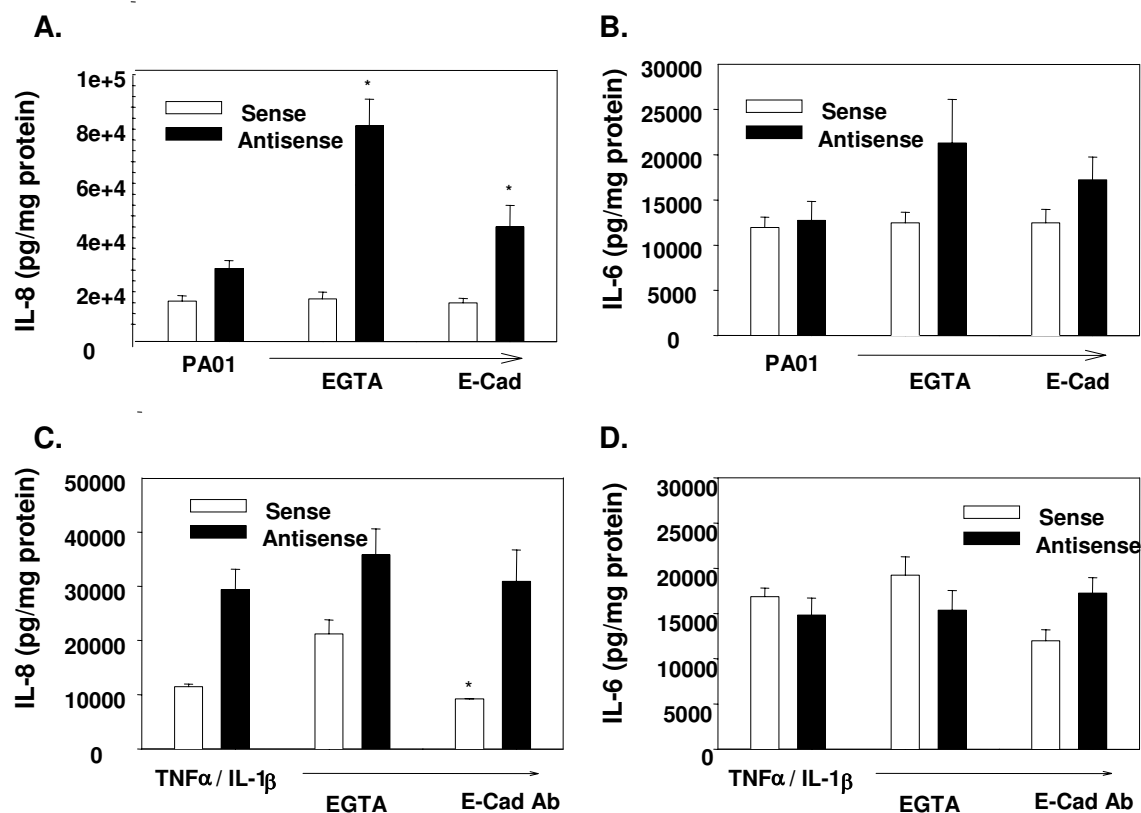 A.
IL-8 (pg/mg protein)
1e+5
8e+4
6e+4
4e+4
2e+4
0
Sense
Antisense
*
*
PA01
EGTA
E-Cad
B.
IL-6 (pg/mg protein)
30000
25000
20000
15000
10000
5000
0
Sense
Antisense
PA01
EGTA
E-Cad
C.
IL-8 (pg/mg protein)
50000
40000
30000
20000
10000
0
Sense
Antisense
*
TNFα / IL-1β
EGTA
E-Cad Ab
D.
IL-6 (pg/mg protein)
30000
25000
20000
15000
10000
5000
0
Sense
Antisense
TNFα / IL-1β
EGTA
E-Cad Ab